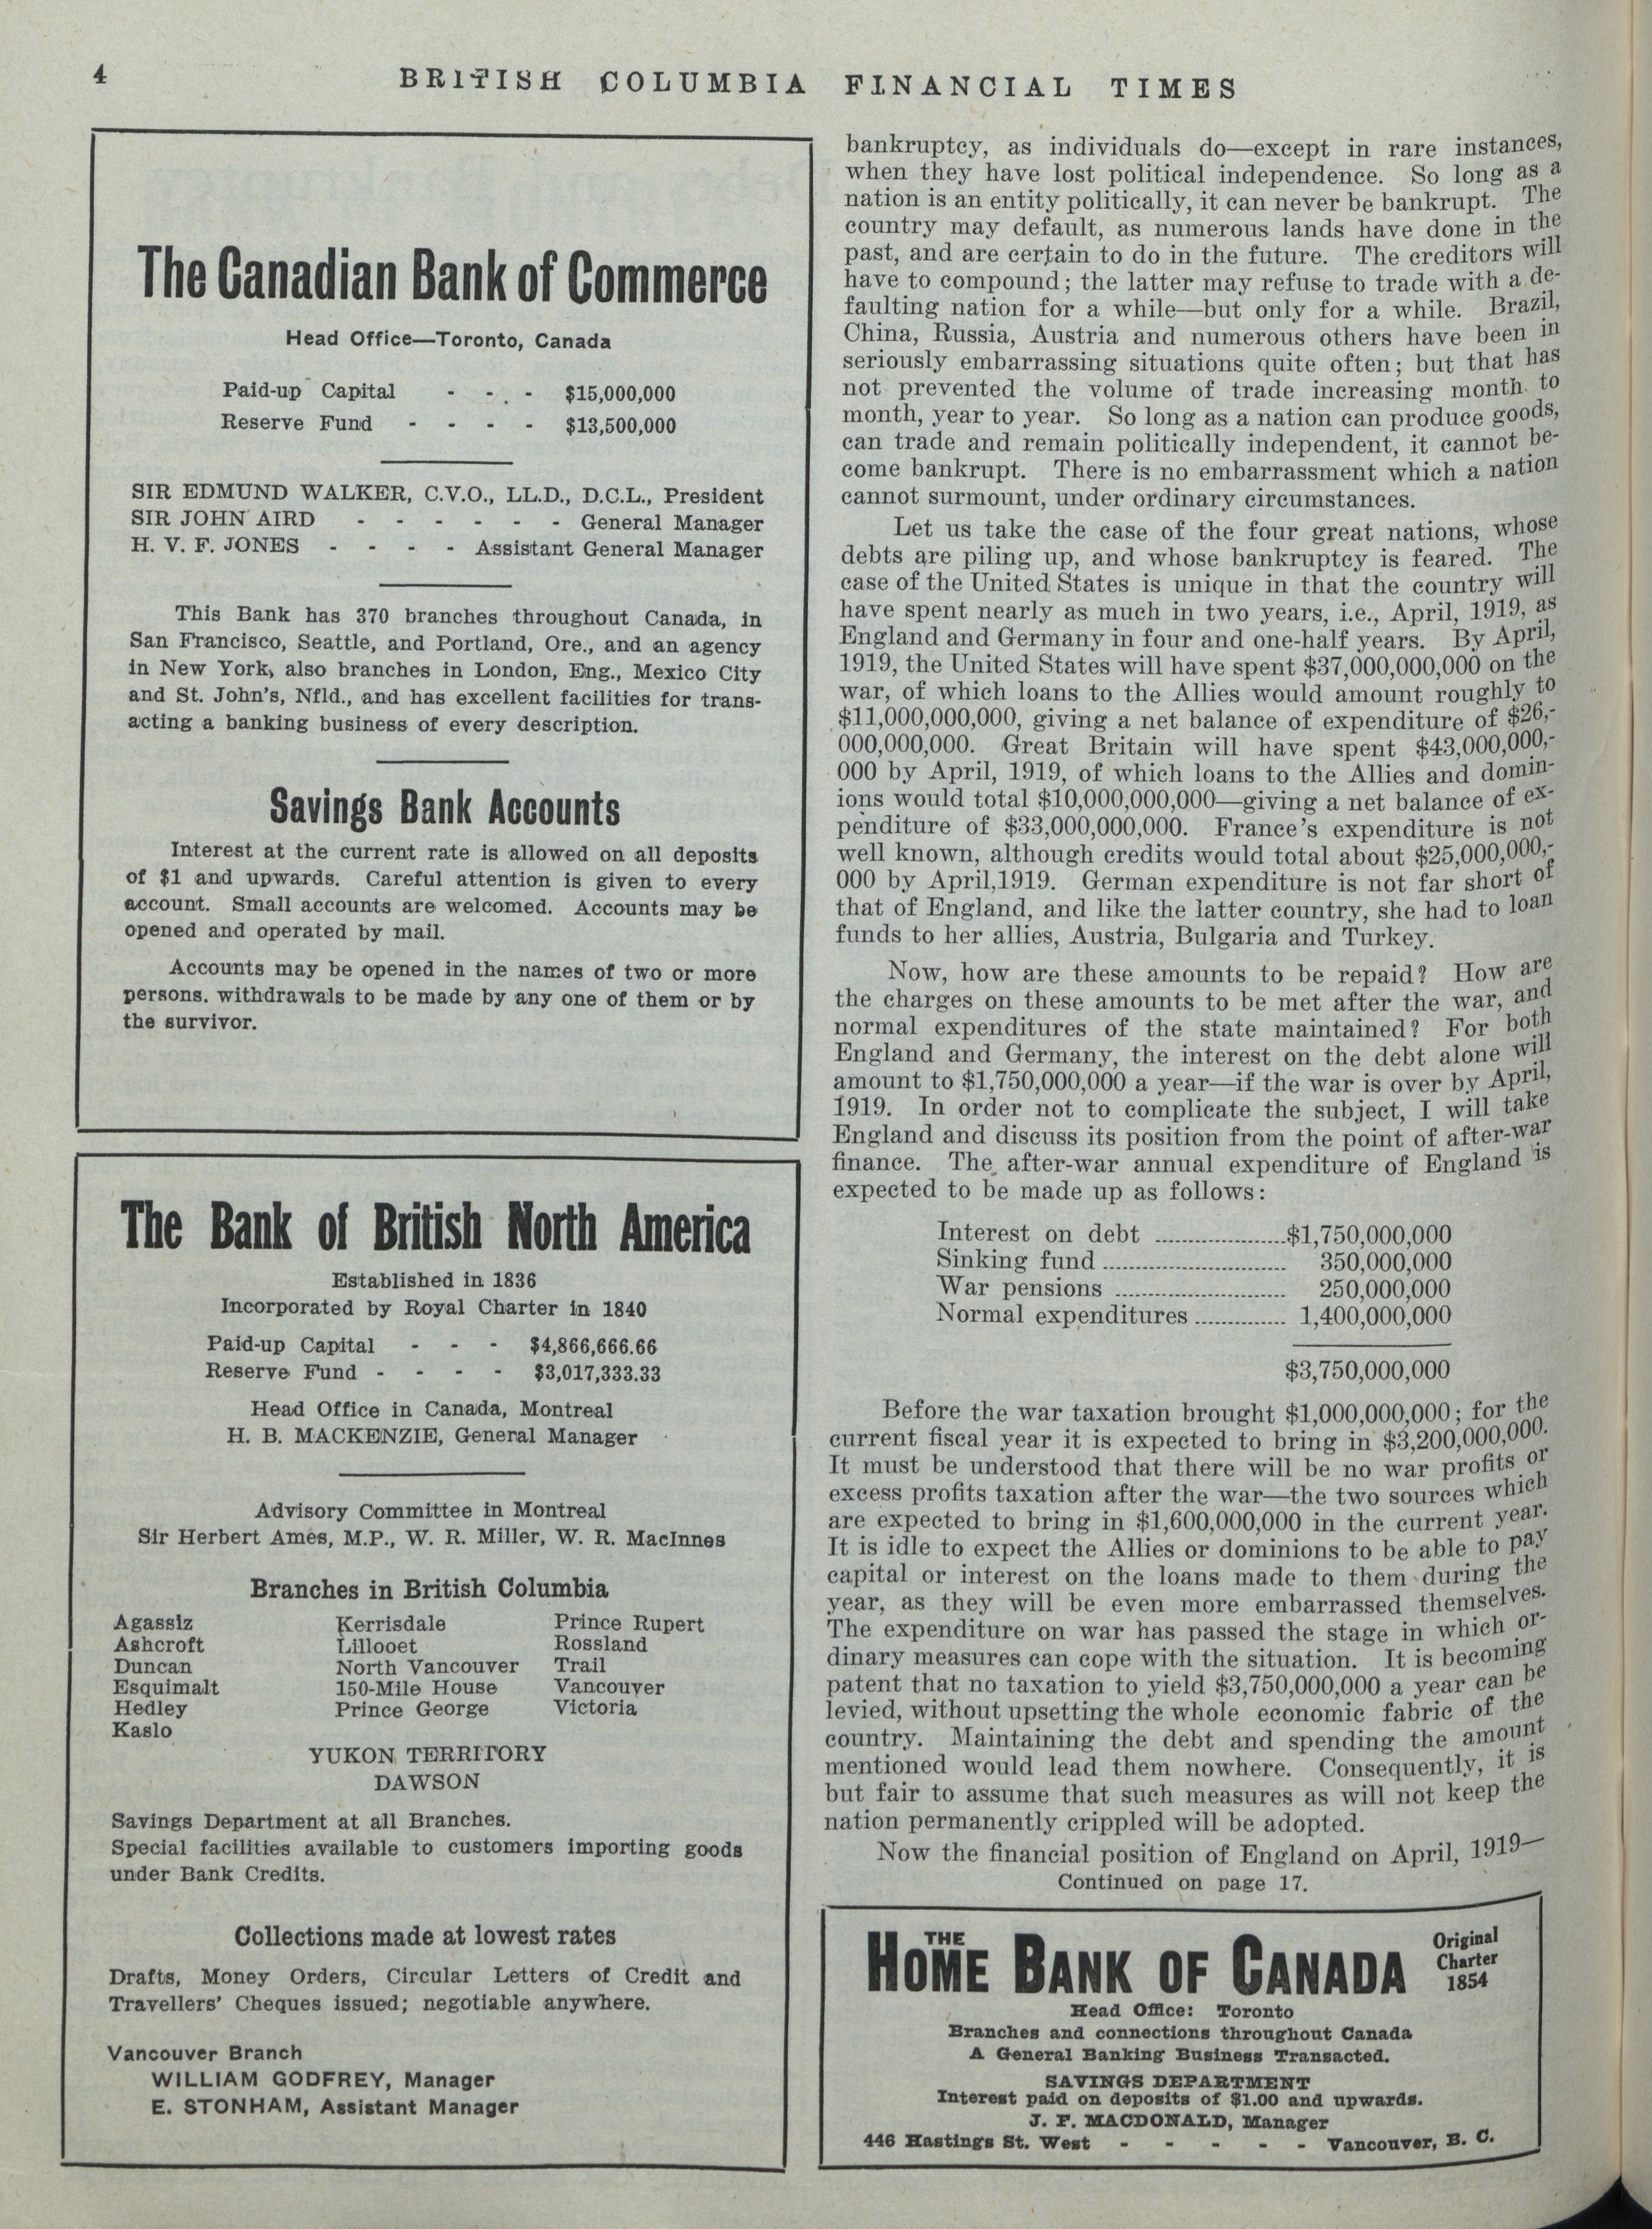 4
BRITISH COLUMBIA FINANCIAL TIMES
The Canadian Bank of Commerce
Head Office—Toronto, Canada
Paid-up Capital - - - $15,000,000
Reserve Fund - - - - $13,500,000
SIR EDMUND WALKER, C.V.O., LL.D., D.C.L., President
SIR JOHN AIRD - - - - - - General Manager
H. V. F. JONES - - - - Assistant General Manager
This Bank has 370 branches throughout Canada, in
San Francisco, Seattle, and Portland, Ore., and an agency
in New York, also branches in London, Eng., Mexico City
and St. John's, Nfld., and has excellent facilities for trans-
acting a banking business of every description.
Savings Bank Accounts
Interest at the current rate is allowed on all deposits
of $1 and upwards. Careful attention is given to every
account. Small accounts are welcomed. Accounts may be
opened and operated by mail.
Accounts may be opened in the names of two or more
persons. withdrawals to be made by any one of them or by
the survivor.
The Bank of British North America
Established in 1836
Incorporated by Royal Charter in 1840
Paid-up Capital - - - $4,866,666.66
Reserve Fund - - - - $3,017,333.33
Head Office in Canada, Montreal
H. B. MACKENZIE, General Manager
Advisory Committee in Montreal
Sir Herbert Ames, M.P., W. R. Miller, W. R. MacInnes
Branches in British Columbia
Agassiz Kerrisdale Prince Rupert
Ashcroft Lillooet Rossland
Duncan North Vancouver Trail
Esquimalt 150-Mile House Vancouver
Hedley Prince George Victoria
Kaslo
YUKON TERRITORY
DAWSON
Savings Department at all Branches.
Special facilities available to customers importing goods
under Bank Credits.
Collections made at lowest rates
Drafts, Money Orders, Circular Letters of Credit and
Travellers' Cheques issued; negotiable anywhere.
Vancouver Branch
WILLIAM GODFREY, Manager
E. STONHAM, Assistant Manager
bankruptcy, as individuals do—except in rare instances,
when they have lost political independence. So long as a
nation is an entity politically, it can never be bankrupt. The
country may default, as numerous lands have done in the
past, and are certain to do in the future. The creditors will
have to compound; the latter may refuse to trade with a de-
faulting nation for a while—but only for a while. Brazil,
China, Russia, Austria and numerous others have been in
seriously embarrassing situations quite often; but that has
not prevented the volume of trade increasing month to
month, year to year. So long as a nation can produce goods,
can trade and remain politically independent, it cannot be-
come bankrupt. There is no embarrassment which a nation
cannot surmount, under ordinary circumstances.
Let us take the case of the four great nations, whose
debts are piling up, and whose bankruptcy is feared. The
case of the United States is unique in that the country will
have spent nearly as much in two years, i.e., April, 1919, as
England and Germany in four and one-half years. By April,
1919, the United States will have spent $37,000,000,000 on the
war, of which loans to the Allies would amount roughly to
$11,000,000,000, giving a net balance of expenditure of $26,-
000,000,000. Great Britain will have spent $43,000,000,-
000 by April, 1919, of which loans to the Allies and domin-
ions would total $10,000,000,000—giving a net balance of ex-
penditure of $33,000,000,000. France's expenditure is not
well known, although credits would total about $25,000,000,-
000 by April,1919. German expenditure is not far short of
that of England, and like the latter country, she had to loan
funds to her allies, Austria, Bulgaria and Turkey.
Now, how are these amounts to be repaid? How are
the charges on these amounts to be met after the war, and
normal expenditures of the state maintained? For both
England and Germany, the interest on the debt alone will
amount to $1,750,000,000 a year—if the war is over by April,
1919. In order not to complicate the subject, I will take
England and discuss its position from the point of after-war
finance. The after-war annual expenditure of England is
expected to be made up as follows:
Interest on debt ....................$1,750,000,000
Sinking fund ............................ 350,000,000
War pensions .......................... 250,000,000
Normal expenditures .............. 1,400,000,000
$3,750,000,000
Before the war taxation brought $1,000,000,000; for the
current fiscal year it is expected to bring in $3,200,000,000.
It must be understood that there will be no war profits or
excess profits taxation after the war—the two sources which
are expected to bring in $1,600,000,000 in the current year.
It is idle to expect the Allies or dominions to be able to pay
capital or interest on the loans made to them during the
year, as they will be even more embarrassed themselves.
The expenditure on war has passed the stage in which or-
dinary measures can cope with the situation. It is becoming
patent that no taxation to yield $3,750,000,000 a year can be
levied, without upsetting the whole economic fabric of the
country. Maintaining the debt and spending the amount
mentioned would lead them nowhere. Consequently, it is
but fair to assume that such measures as will not keep the
nation permanently crippled will be adopted.
Now the financial position of England on April, 1919—
Continued on page 17.
THE HOME BANK OF CANADA
Original
Charter
1854
Head Office: Toronto
Branches and connections throughout Canada
A General Banking Business Transacted.
SAVINGS DEPARTMENT
Interest paid on deposits of $1.00 and upwards.
J. F. MACDONALD, Manager
446 Hastings St. West - - - - - Vancouver, B. C.